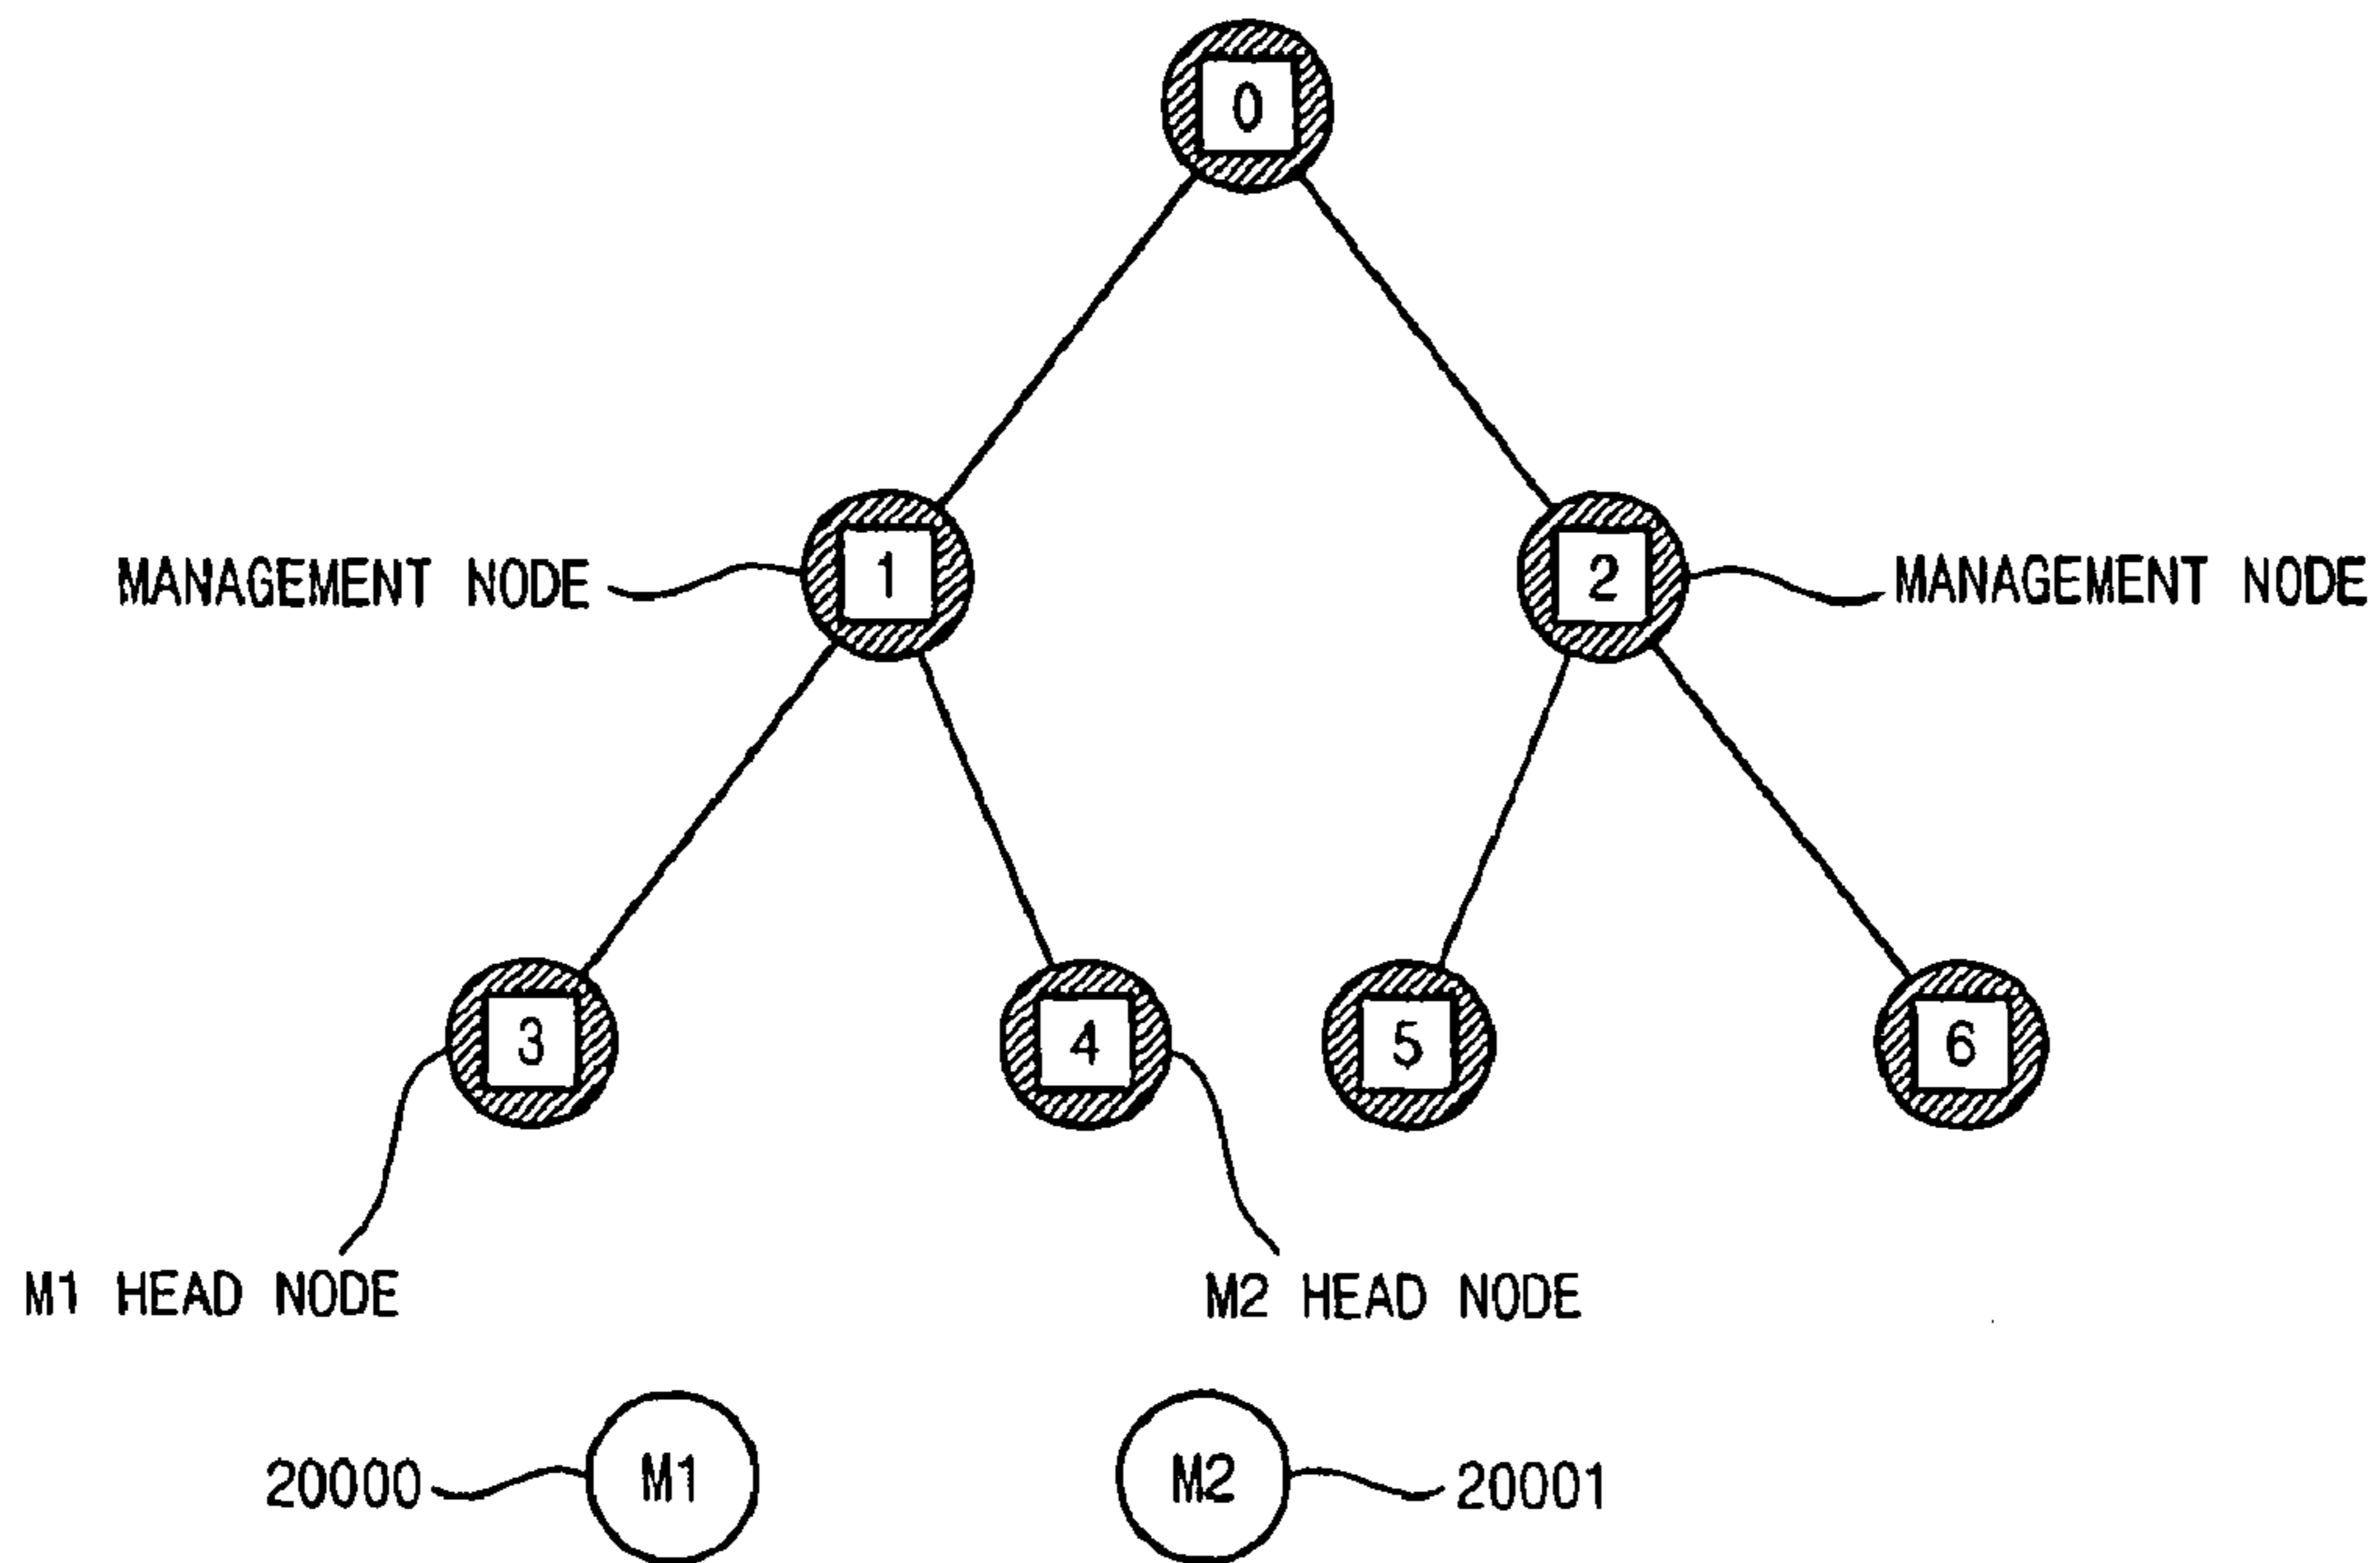 0
MANAGEMENT NODE
1
2
MANAGEMENT NODE
3
4
5
6
M1 HEAD NODE
M2 HEAD NODE
20000
M1
M2
20001